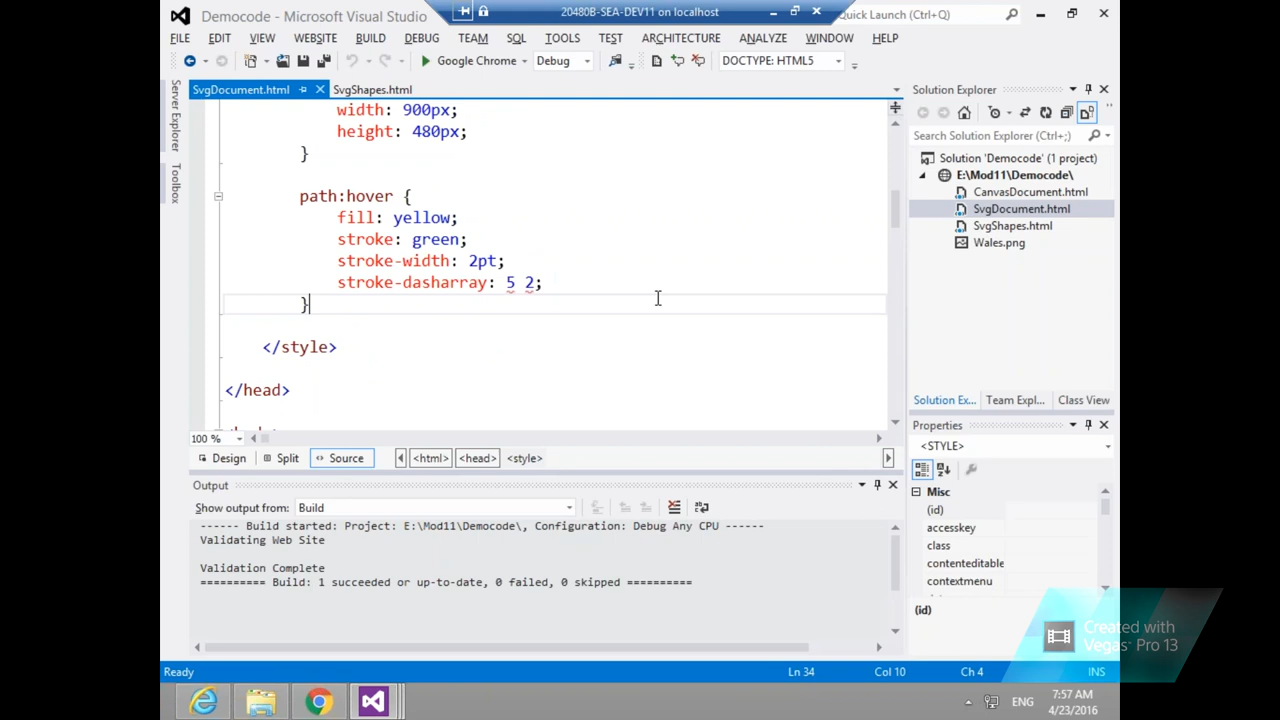 Democode - Microsoft Visual Studio
20480B-SEA-DEV11 on localhost
Quick Launch (Ctrl+Q)
FILE EDIT VIEW WEBSITE BUILD DEBUG TEAM SQL TOOLS TEST ARCHITECTURE ANALYZE WINDOW HELP
Google Chrome Debug DOCTYPE: HTML5
Server Explorer
Toolbox
SvgDocument.html SvgShapes.html
width: 900px;
height: 480px;
}
path:hover {
fill: yellow;
stroke: green;
stroke-width: 2pt;
stroke-dasharray: 5 2;
}
</style>
</head>
100 %
Design Split Source <html> <head> <style>
Output
Show output from: Build
------ Build started: Project: E:\Mod11\Democode\, Configuration: Debug Any CPU ------
Validating Web Site
Validation Complete
========== Build: 1 succeeded or up-to-date, 0 failed, 0 skipped ==========
Solution Explorer
Search Solution Explorer (Ctrl+;)
Solution 'Democode' (1 project)
E:\Mod11\Democode\
CanvasDocument.html
SvgDocument.html
SvgShapes.html
Wales.png
Solution Ex... Team Expl... Class View
Properties
<STYLE>
Misc
(id)
accesskey
class
contenteditable
contextmenu
(id)
Created with
Vegas Pro 13
Ready Ln 34 Col 10 Ch 4 INS
ENG
7:57 AM
4/23/2016